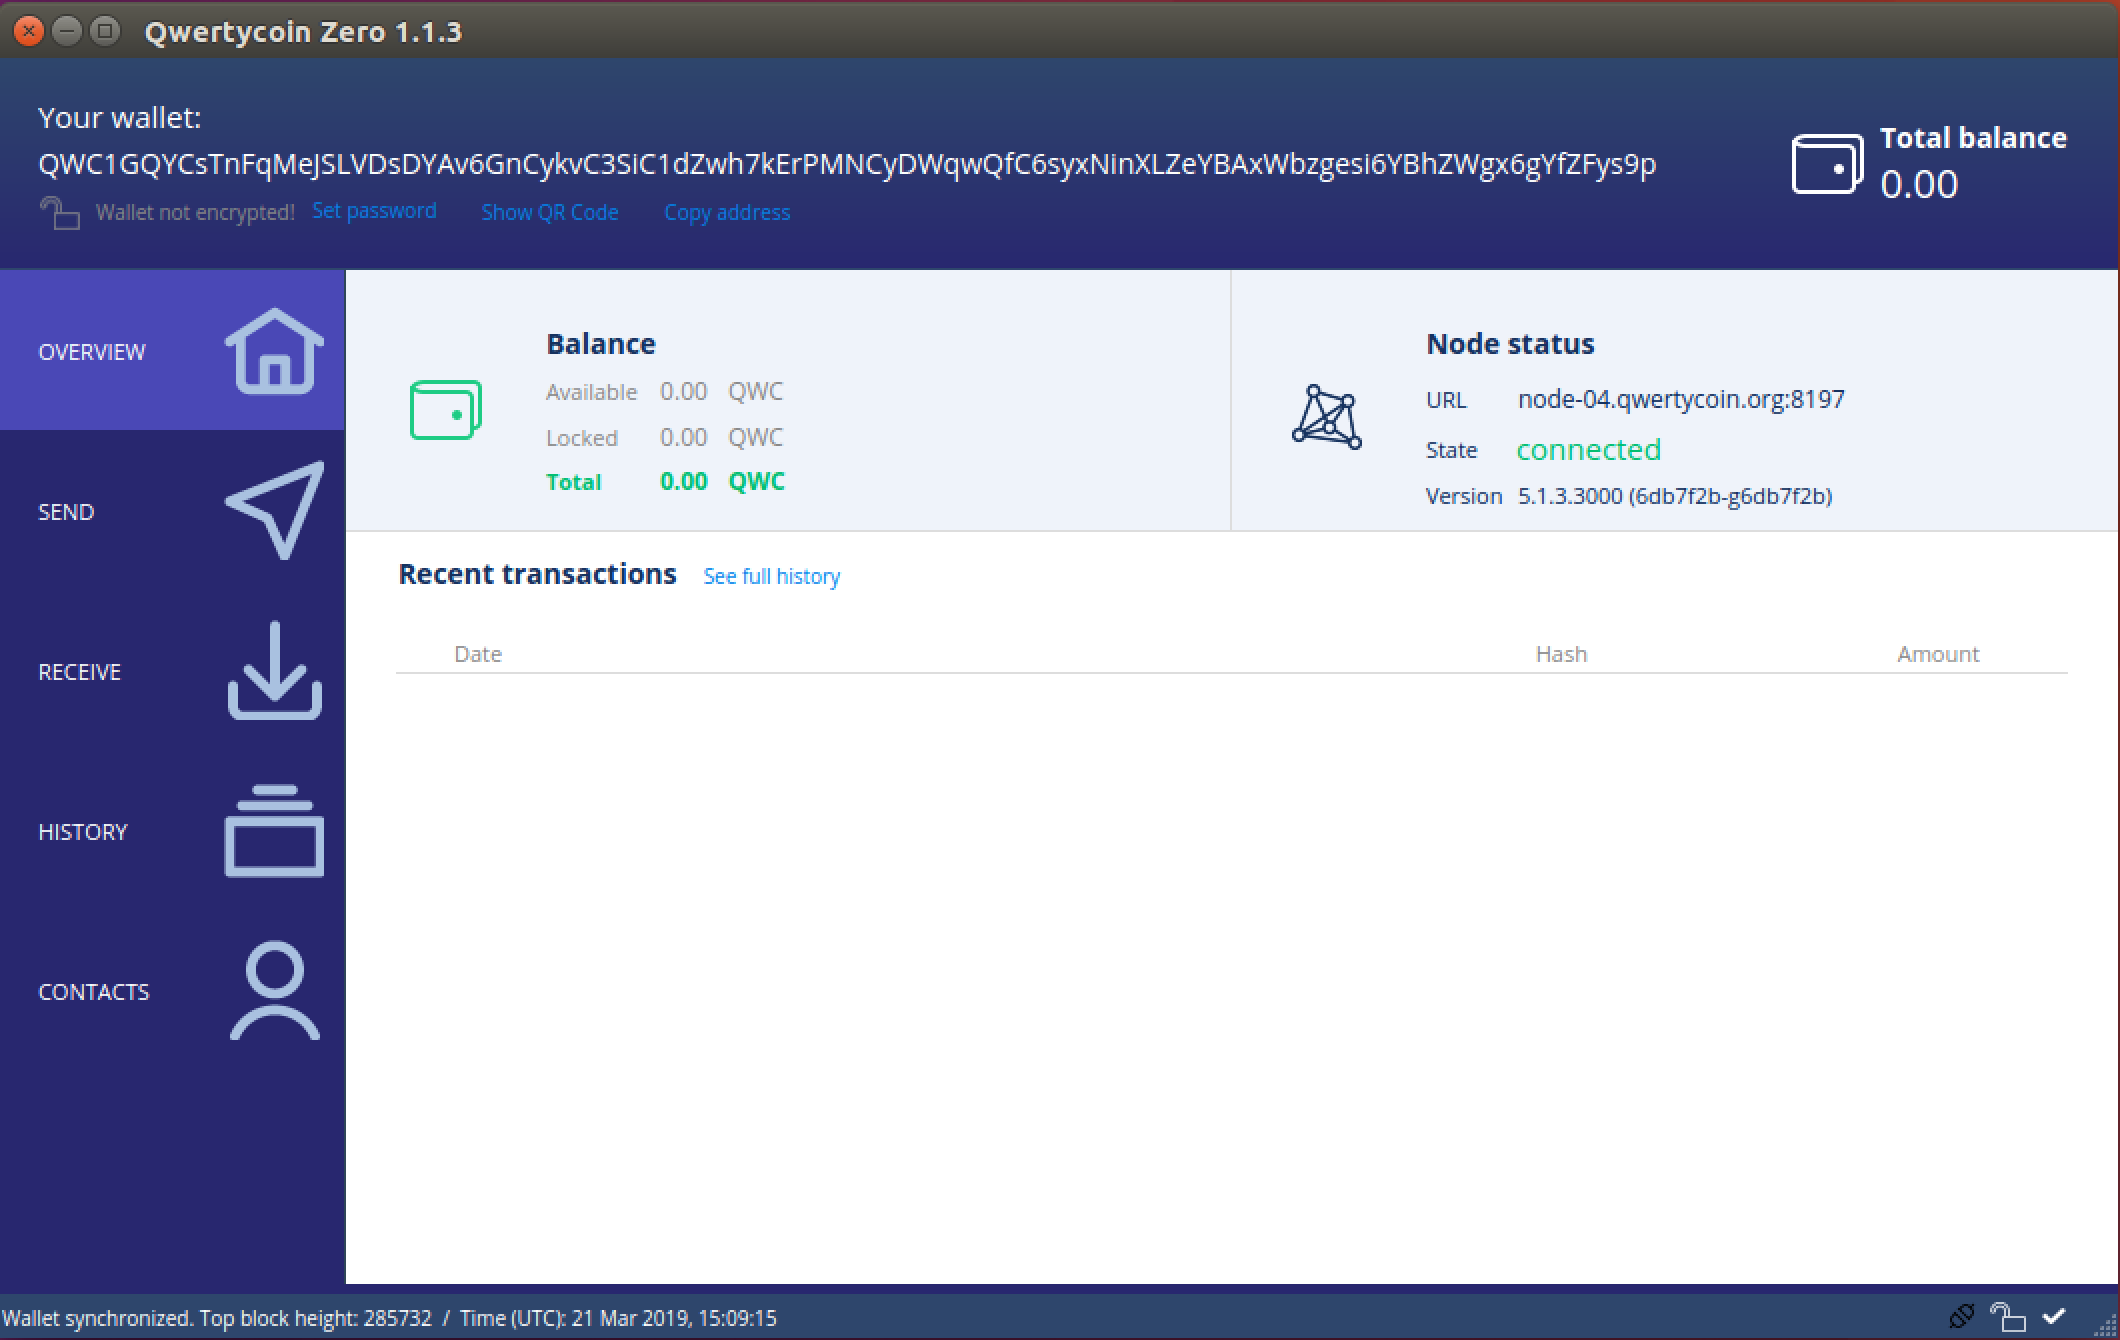 Qwertycoin Zero 1.1.3
Your wallet:
QWC1GQYCsTnFqMeJSLVDsDYAv6GnCykvC3SiC1dZwh7kErPMNCyDWqwQfC6syxNinXLZeYBAxWbzgesi6YBhZWgx6gYfZFys9p
Wallet not encrypted! Set password Show QR Code Copy address
Total balance
0.00
OVERVIEW
SEND
RECEIVE
HISTORY
CONTACTS
Balance
Available 0.00 QWC
Locked 0.00 QWC
Total 0.00 QWC
Node status
URL node-04.qwertycoin.org:8197
State connected
Version 5.1.3.3000 (6db7f2b-g6db7f2b)
Recent transactions See full history
Date Hash Amount
Wallet synchronized. Top block height: 285732 / Time (UTC): 21 Mar 2019, 15:09:15